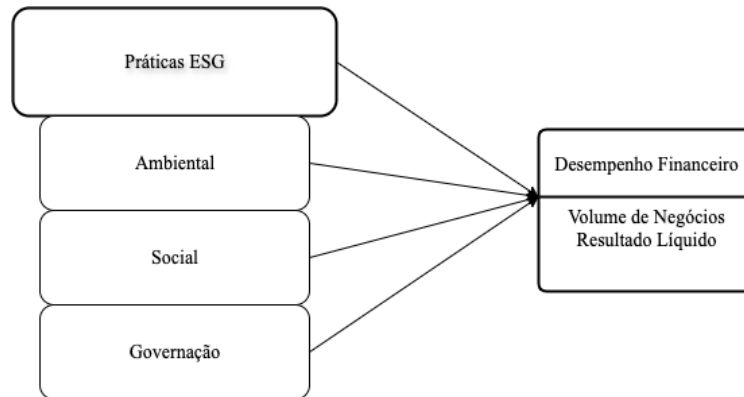 Práticas ESG
Ambiental
Social
Governação
Desempenho Financeiro
Volume de Negócios
Resultado Líquido